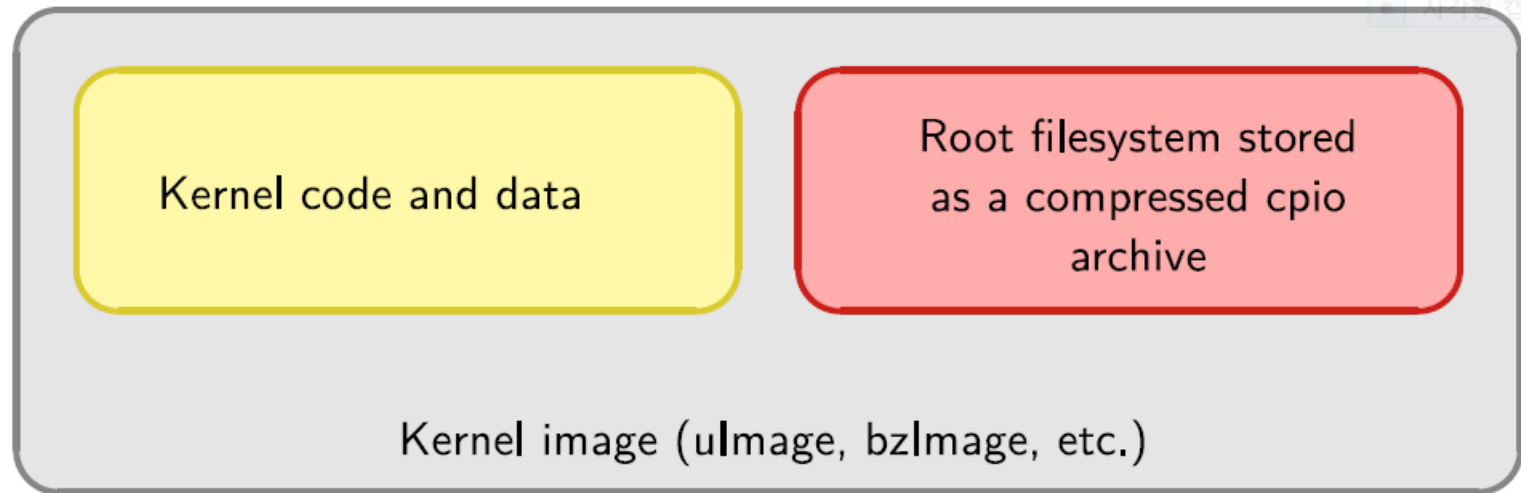 Kernel code and data
Root filesystem stored
as a compressed cpio
archive
Kernel image (uImage, bzImage, etc.)